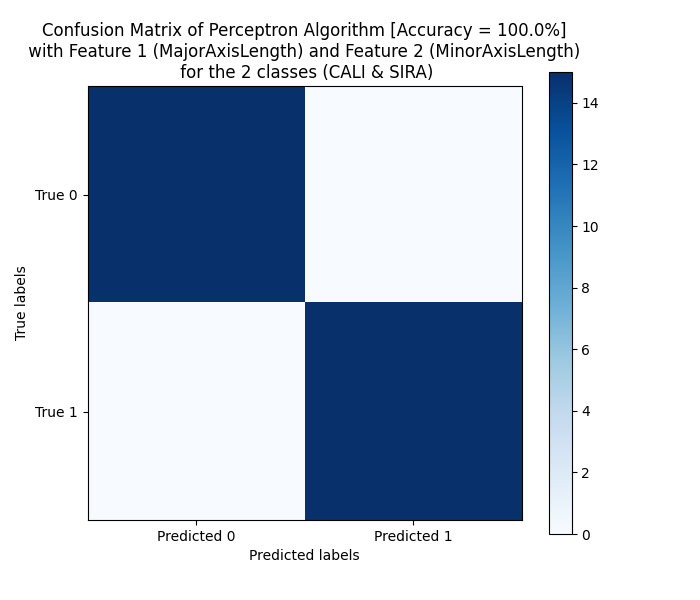 Confusion Matrix of Perceptron Algorithm [Accuracy = 100.0%]
with Feature 1 (MajorAxisLength) and Feature 2 (MinorAxisLength)
for the 2 classes (CALI & SIRA)
True labels
True 0
True 1
Predicted 0
Predicted 1
Predicted labels
14
12
10
8
6
4
2
0